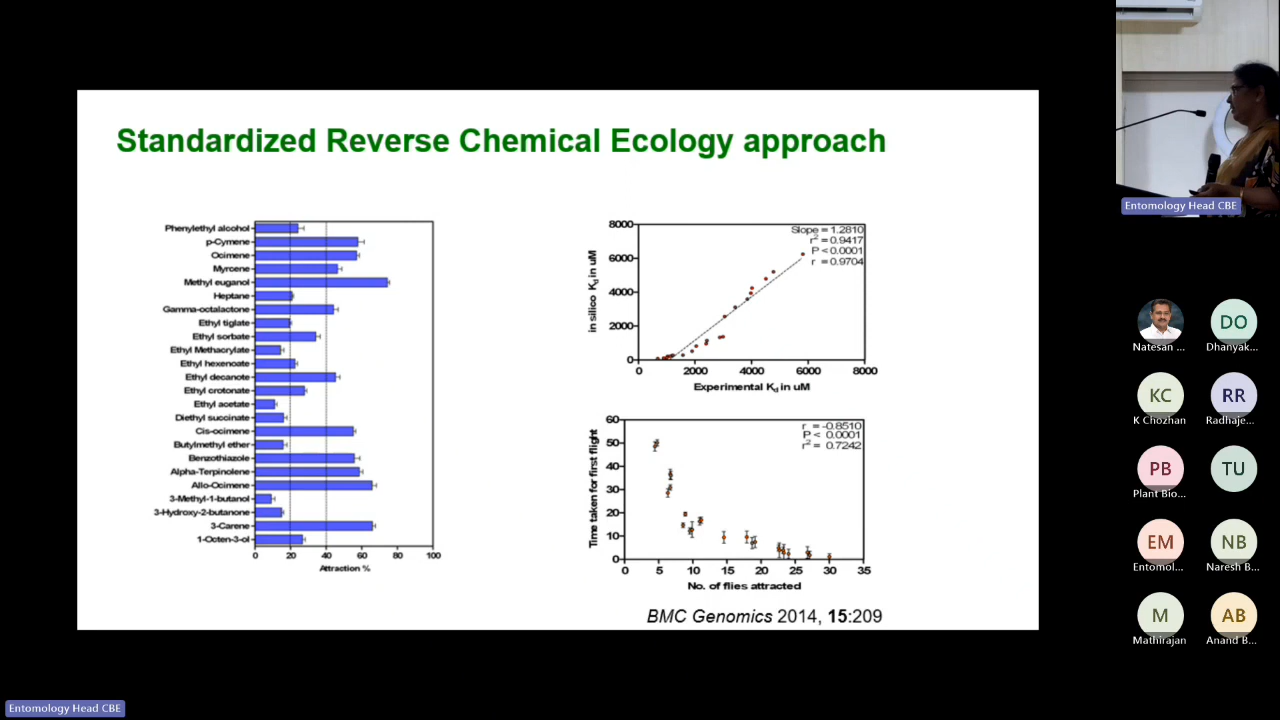 Standardized Reverse Chemical Ecology approach
Phenylethyl alcohol
p-Cymene
Ocimene
Myrcene
Methyl euganol
Heptane
Gamma-octalactone
Ethyl tiglate
Ethyl sorbate
Ethyl Methacrylate
Ethyl hexenoate
Ethyl decanote
Ethyl crotonate
Ethyl acetate
Diethyl succinate
Cis-ocimene
Butylmethyl ether
Benzothiazole
Alpha-Terpinolene
Allo-Ocimene
3-Methyl-1-butanol
3-Hydroxy-2-butanone
3-Carene
1-Octen-3-ol
0 20 40 60 80 100
Attraction %
in silico Kd in uM
8000
6000
4000
2000
0
Slope = 1.2810
r² = 0.9417
P < 0.0001
r = 0.9704
0 2000 4000 6000 8000
Experimental Kd in uM
Time taken for first flight
60
50
40
30
20
10
0
r = -0.8510
P < 0.0001
r² = 0.7242
0 5 10 15 20 25 30 35
No. of flies attracted
BMC Genomics 2014, 15:209
Entomology Head CBE
Natesan ...
DO
Dhanyak...
KC
K Chozhan
RR
Radhaje...
PB
Plant Bio...
TU
EM
Entomol...
NB
Naresh B...
M
Mathirajan
AB
Anand B...
Entomology Head CBE